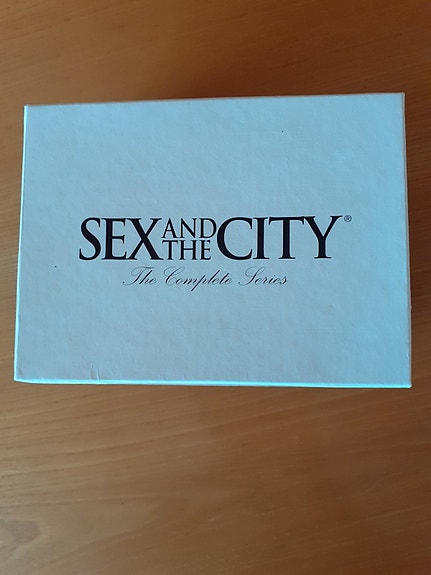 SEX AND THE CITY®
The Complete Series